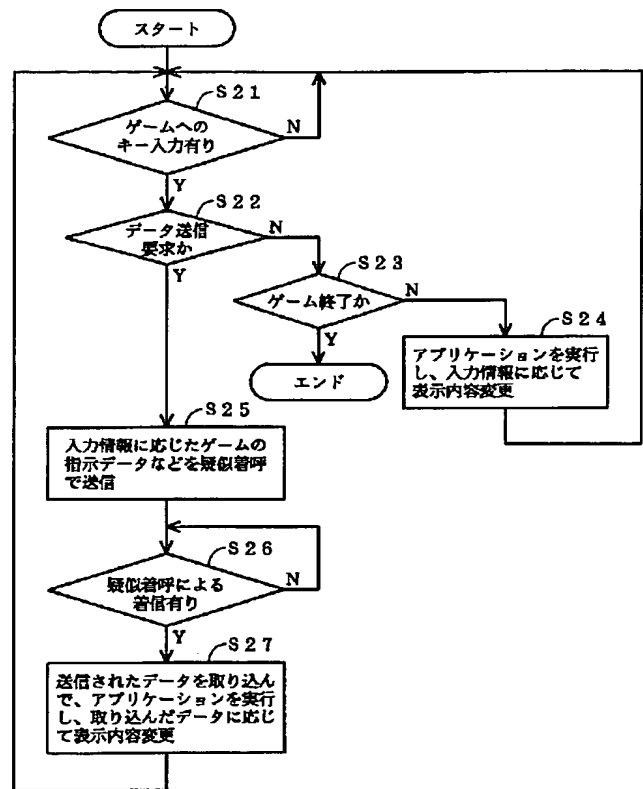 スタート
S21
ゲームへの
キー入力有り
N
Y
S22
データ送信
要求か
N
Y
S23
ゲーム終了か
N
Y
エンド
S24
アプリケーションを実行
し、入力情報に応じて
表示内容変更
S25
入力情報に応じたゲームの
指示データなどを疑似着呼
で送信
S26
疑似着呼による
着信有り
N
Y
S27
送信されたデータを取り込ん
で、アプリケーションを実行
し、取り込んだデータに応じ
て表示内容変更